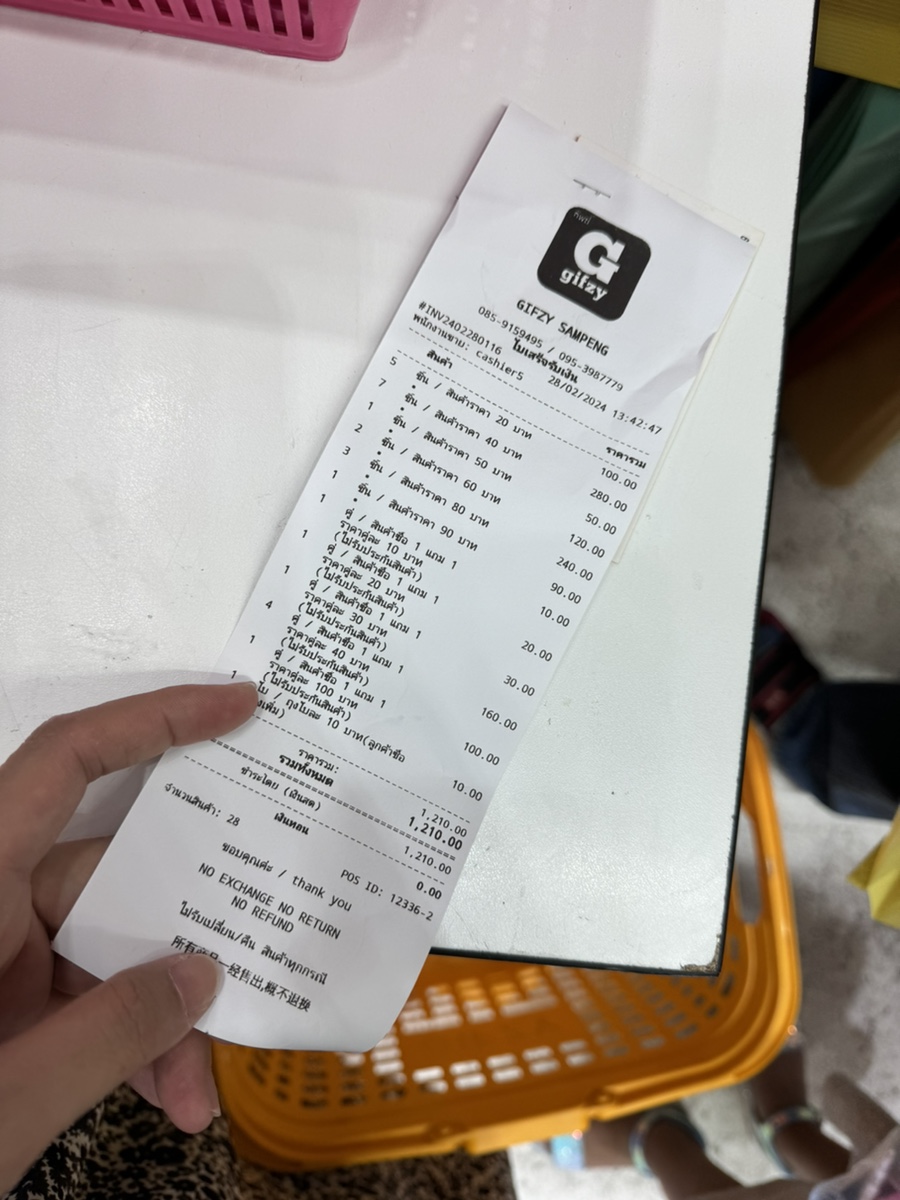 กิฟซี่
G
gifzy
GIFZY SAMPENG
085-9159495 / 095-3987779
ใบเสร็จรับเงิน
#INV2402280116 28/02/2024 13:42:47
พนักงานขาย: cashier5
สินค้า ราคารวม
5 ชิ้น / สินค้าราคา 20 บาท 100.00
7 ชิ้น / สินค้าราคา 40 บาท 280.00
1 ชิ้น / สินค้าราคา 50 บาท 50.00
2 ชิ้น / สินค้าราคา 60 บาท 120.00
3 ชิ้น / สินค้าราคา 80 บาท 240.00
1 ชิ้น / สินค้าราคา 90 บาท 90.00
1 คู่ / สินค้าซื้อ 1 แถม 1 10.00
ราคาคู่ละ 10 บาท
(ไม่รับประกันสินค้า)
1 คู่ / สินค้าซื้อ 1 แถม 1 20.00
ราคาคู่ละ 20 บาท
(ไม่รับประกันสินค้า)
1 คู่ / สินค้าซื้อ 1 แถม 1 30.00
ราคาคู่ละ 30 บาท
(ไม่รับประกันสินค้า)
4 คู่ / สินค้าซื้อ 1 แถม 1 160.00
ราคาคู่ละ 40 บาท
(ไม่รับประกันสินค้า)
1 คู่ / สินค้าซื้อ 1 แถม 1 100.00
ราคาคู่ละ 100 บาท
(ไม่รับประกันสินค้า)
1 ใบ / ถุงใบละ 10 บาท(ลูกค้าซื้อ 10.00
เพิ่ม)
ราคารวม: 1,210.00
รวมทั้งหมด 1,210.00
ชำระโดย (เงินสด) 1,210.00
เงินทอน 0.00
จำนวนสินค้า: 28 POS ID: 12336-2
ขอบคุณค่ะ / thank you
NO EXCHANGE NO RETURN
NO REFUND
ไม่รับเปลี่ยน/คืน สินค้าทุกกรณี
所有商品一经售出,概不退换